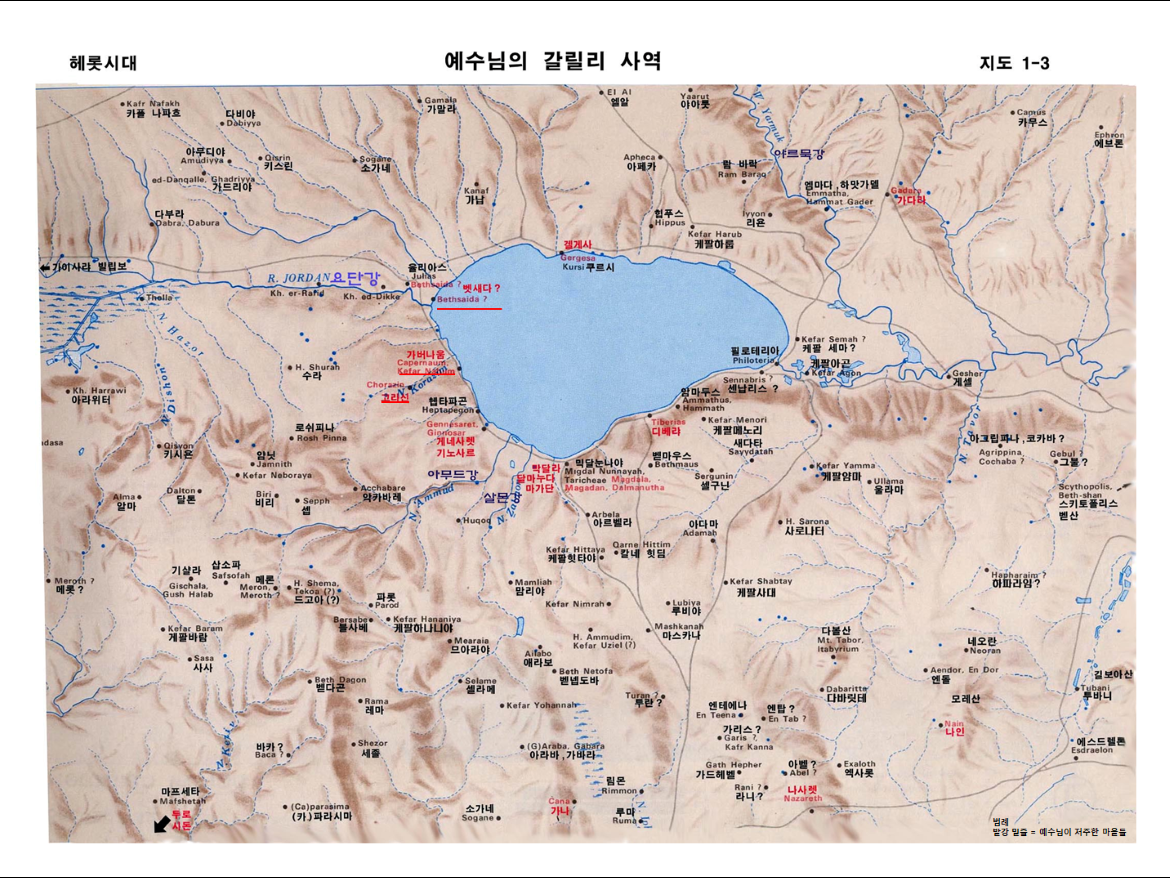 헤롯시대
예수님의 갈릴리 사역
지도 1-3
Kafr Nafakh
카플 나파흐
다비야
Dabiyya
Gamala
가말라
El Al
엘알
Yaarut
야아룻
N. Yarmuk
야르묵강
Camus
카무스
Ephron
에브론
아무디야
Amudiyya
Qisrin
키스린
Sogane
소가네
ed-Danqalle, Ghadriyya
가드리야
Apheca
아페카
람 바락
Ram Baraq
엠마다,하맛가델
Emmatha,
Hammat Gader
Gadara
가다라
Kanaf
가납
다부라
Dabra, Dabura
힙푸스
Hippus
Iyyon
리욘
Kefar Harub
케팔하룹
겔게사
Gergesa
Kursi 쿠르시
가이사랴 빌립보
R. JORDAN 요단강
Kh. er-Rafid
Kh. ed-Dikke
율리아스
Julias
Bethsaida ?
벳새다 ?
Bethsaida ?
Thella
N. Hazor
N. Dishon
H. Shurah
수라
가버나움
Capernaum,
Kefar Nahum
Chorazin
고라신
N. Korazim
헵타파곤
Heptapegon
필로테리아
Philoteria
Kefar Semah ?
케팔 세마?
케팔아곤
Kefar Agon
Sennabris ?
센납리스 ?
Gesher
게셀
Kh. Harrawi
아라위터
암마두스
Ammathus,
Hammath
Tiberias
디베랴
Kefar Menori
케팔메노리
새다타
Sayydatah
Gennesaret,
Ginnosar
게네사렛
기노사르
로쉬피나
Rosh Pinna
Qisyon
키시욘
암닛
Jamnith
Kefar Neboraya
아무드강
N. Ammud
살몬강
막달라
달마누다
마가단
막달눈나야
Migdal Nunnayah,
Taricheae Magdala,
Magadan, Dalmanutha
벧마우스
Bethmaus
Sergunin
셀구닌
Kefar Yamma
케팔얌마
Ullama
울라마
N. Tavor
아그립피나,코카바?
Agrippina,
Cochaba ?
Gebul ?
그불?
Scythopolis,
Beth-shan
스키토폴리스
벧산
Alma
알마
Dalton
달톤
Biri
비리
Sepph
셉
Acchabare
악카바레
Huqoq
Arbela
아르벨라
아다마
Adamah
H. Sarona
사로나터
Kefar Hittaya
케팔힛타야
Qarne Hittim
칼네 힛딤
Meroth ?
메롯 ?
기살라
Gischala,
Gush Halab
삽소파
Safsofah
메론
Meron,
Meroth ?
H. Shema,
Tekoa (?)
드고아(?)
파롯
Parod
Mamliah
맘리야
Kefar Nimrah
Lubiya
루비야
Kefar Shabtay
케팔사대
Hapharaim ?
하파라임?
Kefar Baram
케팔바람
Bersabe
Kefar Hananiya
케팔하나니야
Mearaia
므아라야
H. Ammudim,
Kefar Uziel (?)
Mashkanah
마스카나
다볼산
Mt. Tabor,
Itabyrium
네오란
Neoran
Sasa
사사
Ailabo
애라보
Beth Netofa
벧넵도바
Aendor, En Dor
엔돌
길보아산
Tubani
투바니
Beth Dagon
벧다곤
Selame
셀라메
Rama
레마
Kefar Yohannah
Turan ?
투란 ?
Dabaritta
다바릿테
모레산
엔테에나
En Teena
엔탑 ?
En Tab ?
Nain
나인
바카 ?
Baca ?
Shezor
세졸
(G)Araba, Gabara
아라바 ,가바라
가리스 ?
Garis ?,
Kafr Kanna
에스드렐론
Esdraelon
Gath Hepher
가드헤벨
아벨 ?
Abel ?
Exaloth
엑사롯
마프세타
Mafshetah
두로
시돈
(Ca)parasima
(카)파라시마
소가네
Sogane
Cana
가나
림몬
Rimmon
루마
Ruma
Rani ?
라니 ?
나사렛
Nazareth
범례
빨강 밑줄 = 예수님이 저주한 마을들